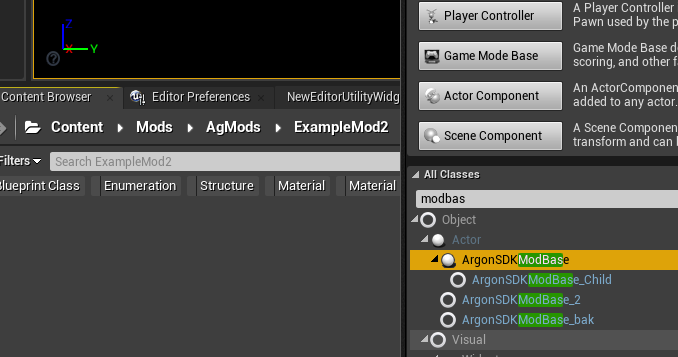 Z
X Y
Content Browser
Editor Preferences
NewEditorUtilityWidg
Content Mods AgMods ExampleMod2
Filters
Search ExampleMod2
Blueprint Class Enumeration Structure Material Material
Player Controller
A Player Controller
Pawn used by the p
Game Mode Base
Game Mode Base de
scoring, and other fa
Actor Component
An ActorComponen
added to any actor.
Scene Component
A Scene Component
transform and can b
All Classes
modbas
Object
Actor
ArgonSDKModBase
ArgonSDKModBase_Child
ArgonSDKModBase_2
ArgonSDKModBase_bak
Visual